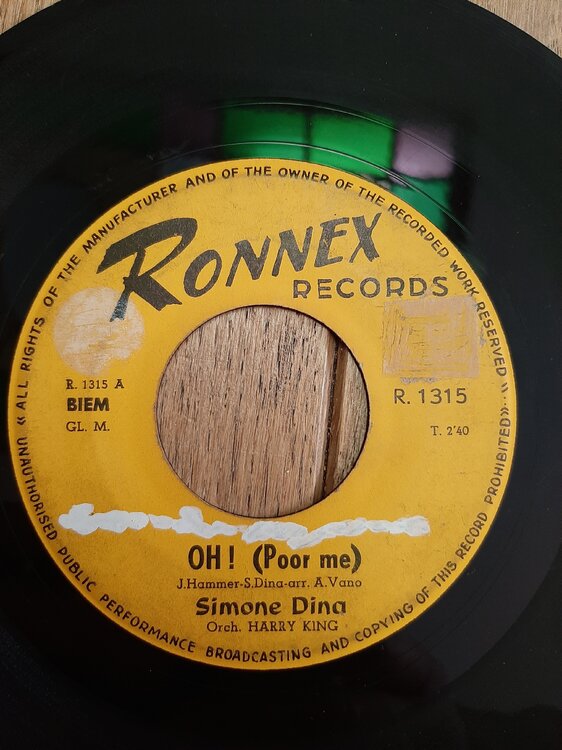 « ALL RIGHTS OF THE MANUFACTURER AND OF THE OWNER OF THE RECORDED WORK RESERVED »
RONNEX
RECORDS
R. 1315 A
BIEM
GL. M.
R. 1315
T. 2'40
OH ! (Poor me)
J.Hammer-S.Dina-arr. A.Vano
Simone Dina
Orch. HARRY KING
UNAUTHORISED PUBLIC PERFORMANCE BROADCASTING AND COPYING OF THIS RECORD PROHIBITED »